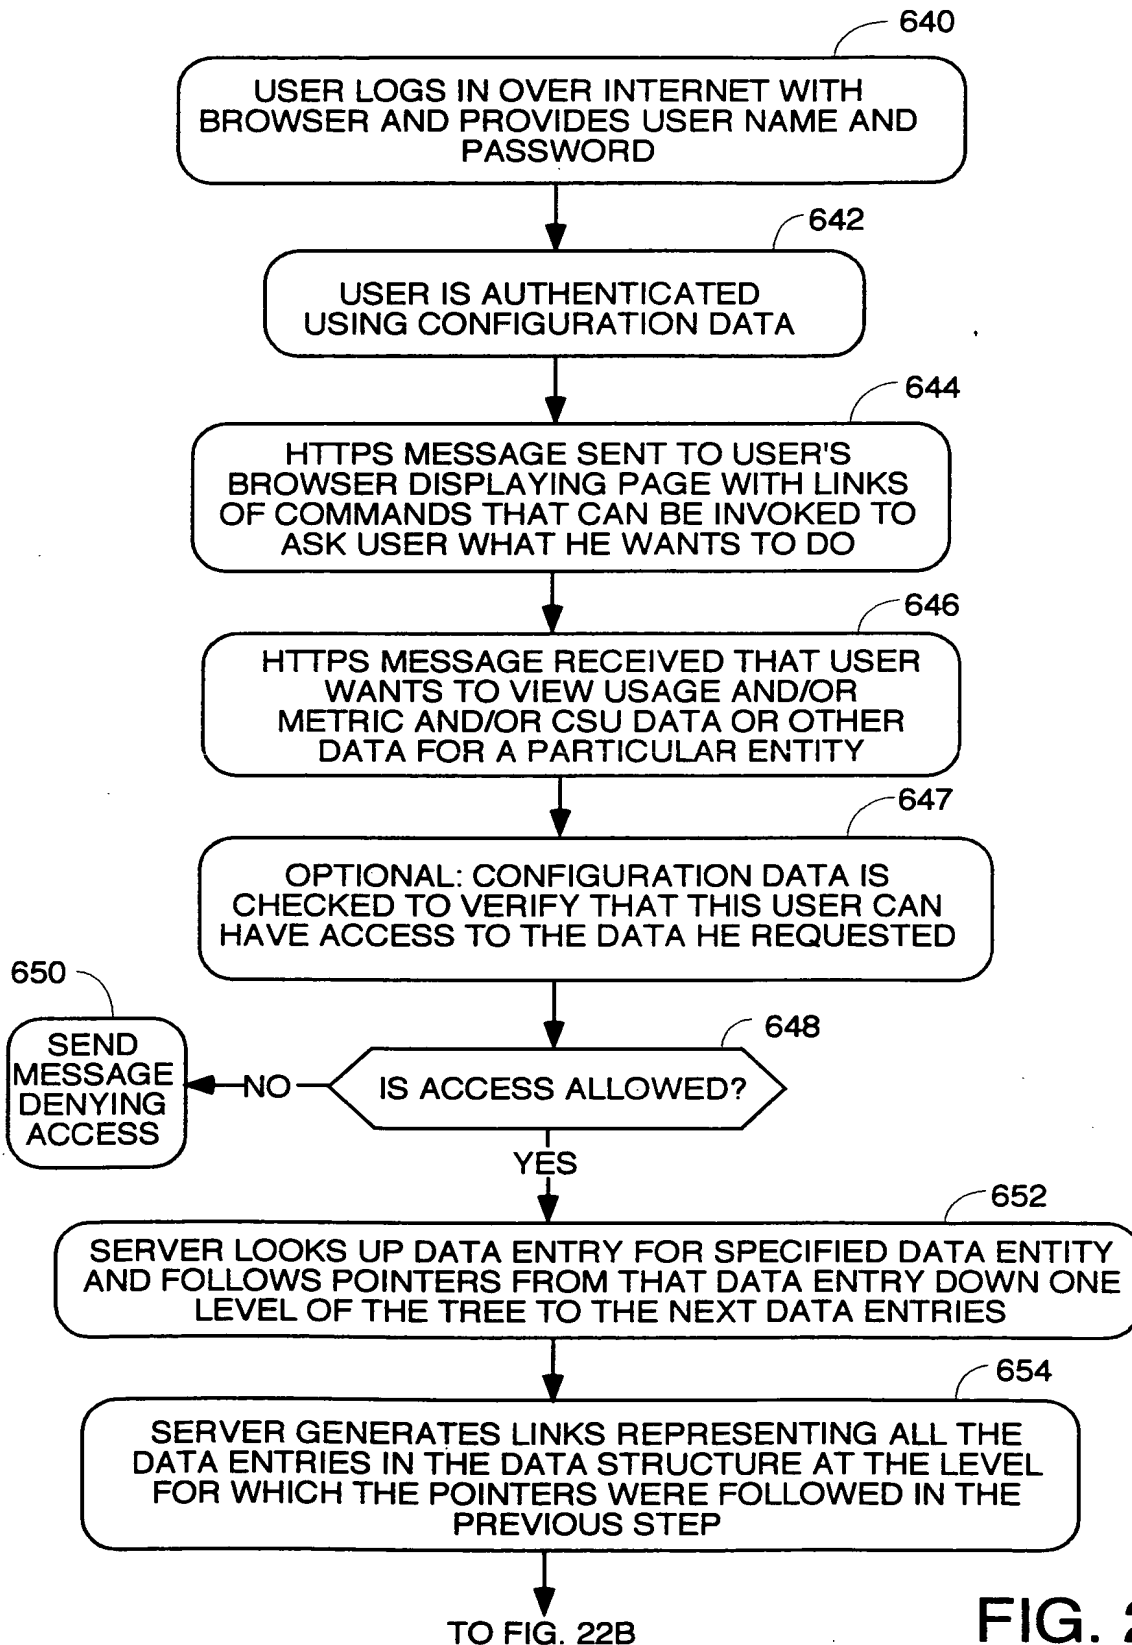 640
USER LOGS IN OVER INTERNET WITH
BROWSER AND PROVIDES USER NAME AND
PASSWORD
642
USER IS AUTHENTICATED
USING CONFIGURATION DATA
644
HTTPS MESSAGE SENT TO USER'S
BROWSER DISPLAYING PAGE WITH LINKS
OF COMMANDS THAT CAN BE INVOKED TO
ASK USER WHAT HE WANTS TO DO
646
HTTPS MESSAGE RECEIVED THAT USER
WANTS TO VIEW USAGE AND/OR
METRIC AND/OR CSU DATA OR OTHER
DATA FOR A PARTICULAR ENTITY
647
OPTIONAL: CONFIGURATION DATA IS
CHECKED TO VERIFY THAT THIS USER CAN
HAVE ACCESS TO THE DATA HE REQUESTED
650
SEND
MESSAGE
DENYING
ACCESS
648
NO
IS ACCESS ALLOWED?
YES
652
SERVER LOOKS UP DATA ENTRY FOR SPECIFIED DATA ENTITY
AND FOLLOWS POINTERS FROM THAT DATA ENTRY DOWN ONE
LEVEL OF THE TREE TO THE NEXT DATA ENTRIES
654
SERVER GENERATES LINKS REPRESENTING ALL THE
DATA ENTRIES IN THE DATA STRUCTURE AT THE LEVEL
FOR WHICH THE POINTERS WERE FOLLOWED IN THE
PREVIOUS STEP
TO FIG. 22B
FIG.